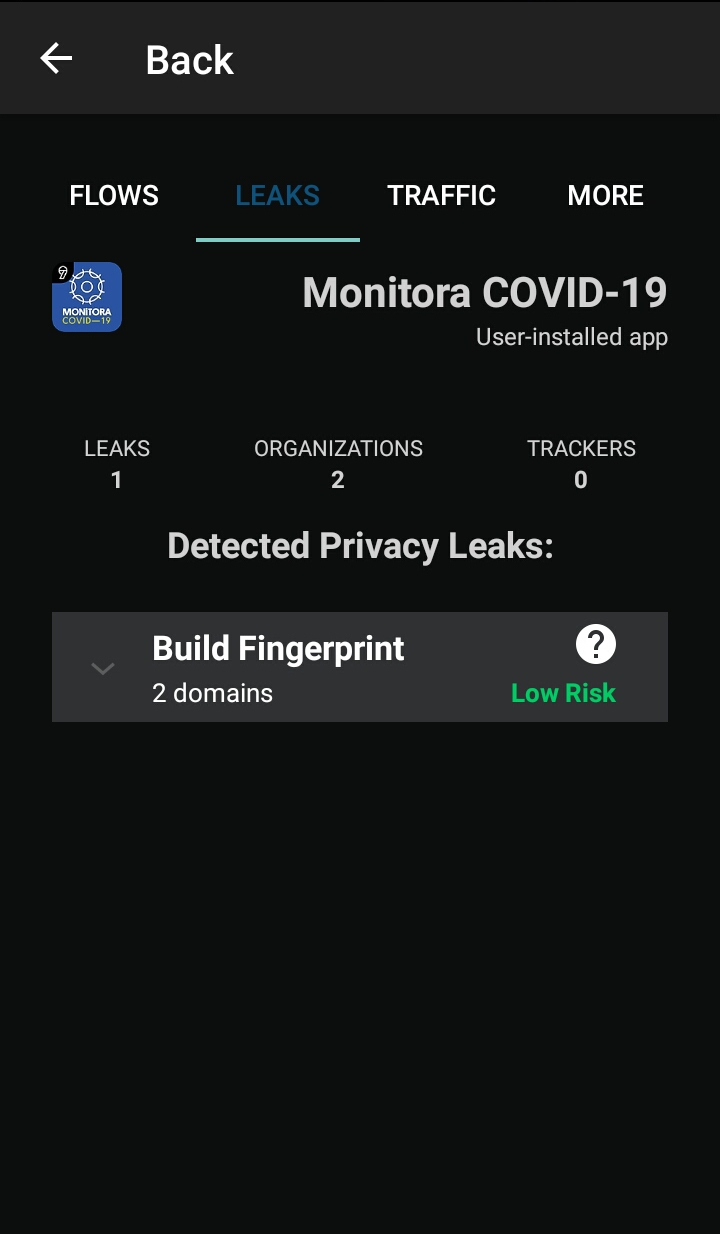 Back
FLOWS LEAKS TRAFFIC MORE
MONITORA
COVID—19
Monitora COVID-19
User-installed app
LEAKS ORGANIZATIONS TRACKERS
1 2 0
Detected Privacy Leaks:
Build Fingerprint ?
2 domains Low Risk